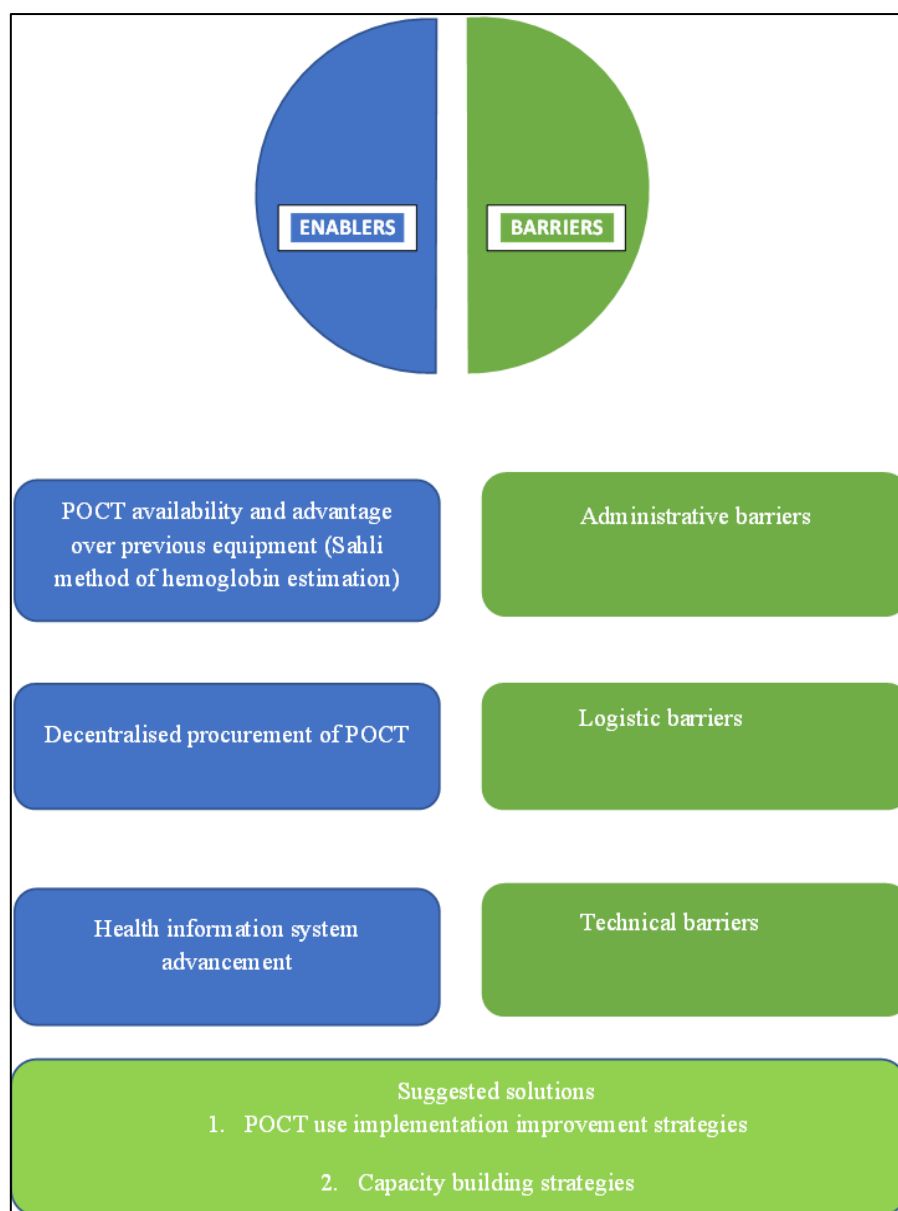 ENABLERS
BARRIERS
POCT availability and advantage
over previous equipment (Sahli
method of hemoglobin estimation)
Administrative barriers
Decentralised procurement of POCT
Logistic barriers
Health information system
advancement
Technical barriers
Suggested solutions
1. POCT use implementation improvement strategies
2. Capacity building strategies